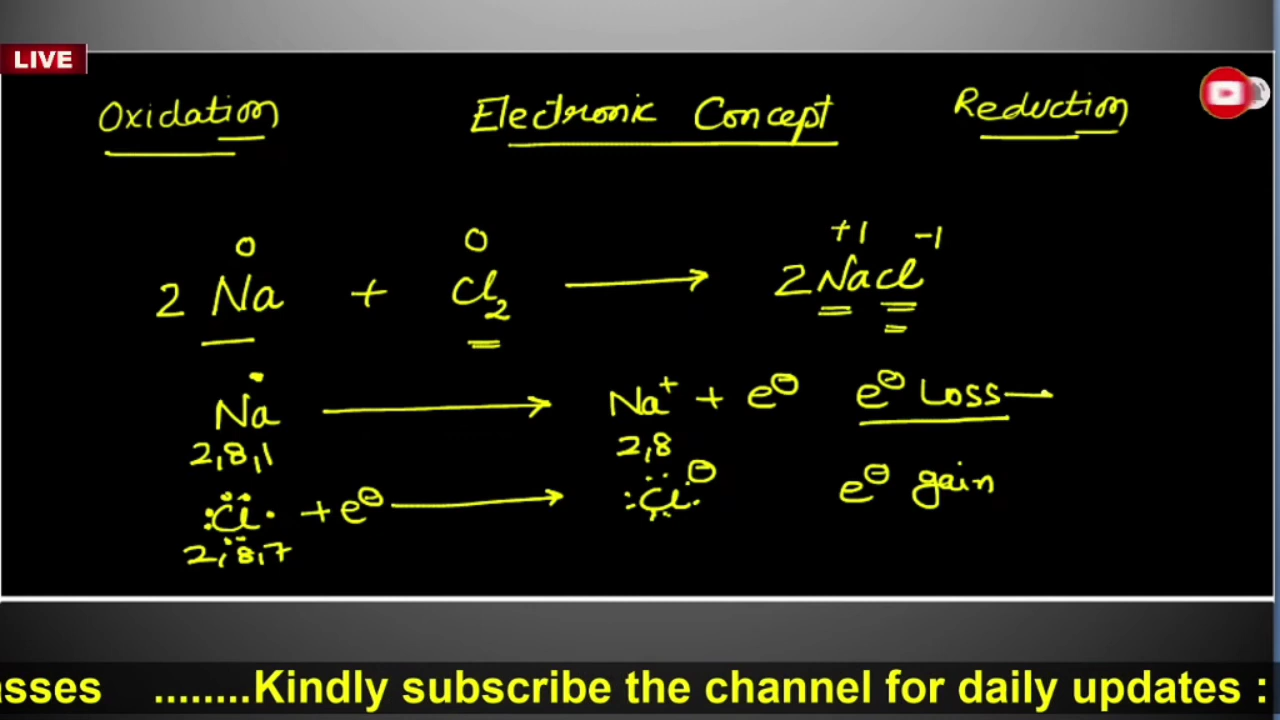 LIVE
Oxidation Electronic Concept Reduction
0 0 +1 -1
2 Na + Cl₂ ⟶ 2NaCl
Na ⟶ Na⁺ + e⊖ e⊖ Loss →
2,8,1 2,8
:Cl· + e⊖ ⟶ :Cl:⊖ e⊖ gain
2,8,7
........Kindly subscribe the channel for daily updates :